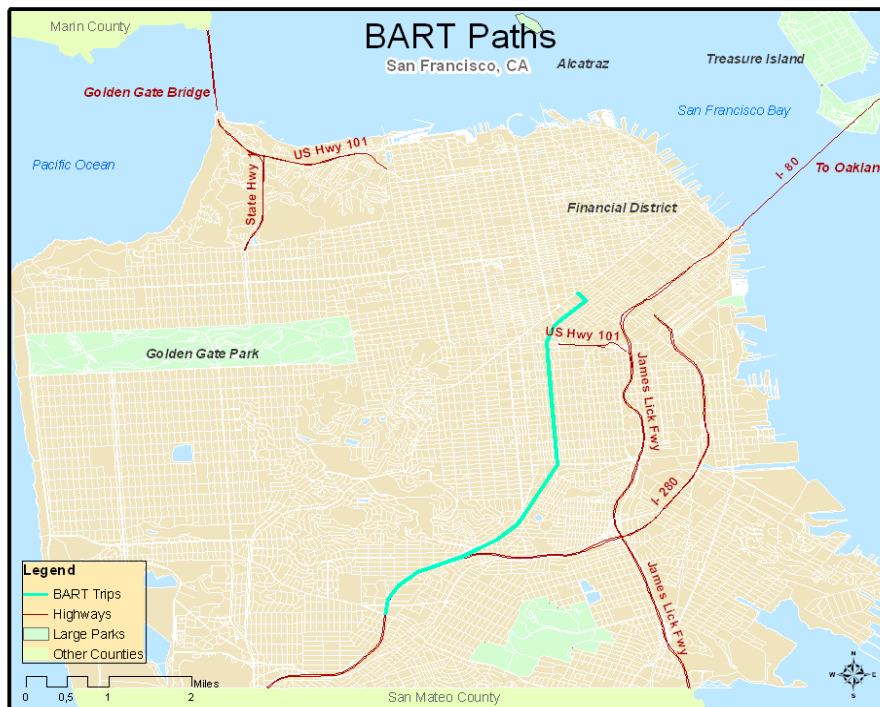 Marin County
BART Paths
San Francisco, CA
Alcatraz
Treasure Island
Golden Gate Bridge
San Francisco Bay
US Hwy 101
Pacific Ocean
I- 80
To Oakland
State Hwy 1
Financial District
US Hwy 101
Golden Gate Park
James Lick Fwy
I- 280
James Lick Fwy
Legend
BART Trips
Highways
Large Parks
Other Counties
Miles
0 0,5 1 2
San Mateo County
N
W E
S